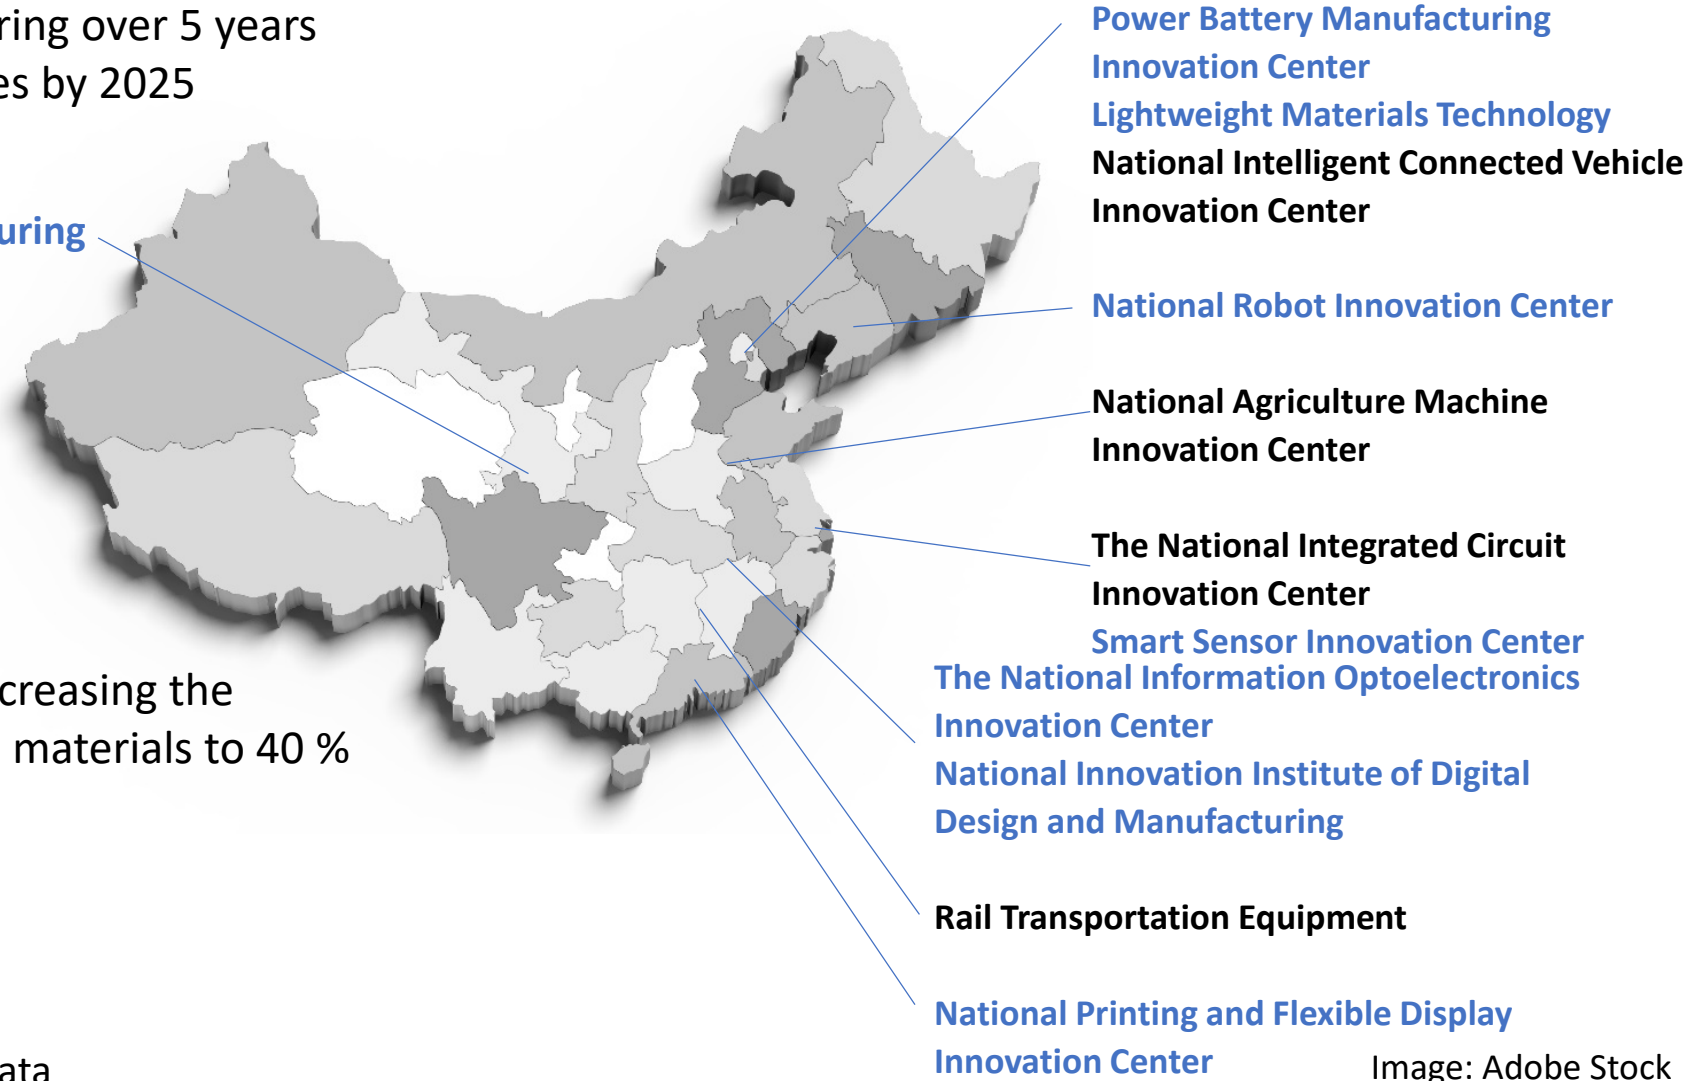 ring over 5 years
es by 2025
uring
creasing the
materials to 40 %
ata
Power Battery Manufacturing
Innovation Center
Lightweight Materials Technology
National Intelligent Connected Vehicle
Innovation Center
National Robot Innovation Center
National Agriculture Machine
Innovation Center
The National Integrated Circuit
Innovation Center
Smart Sensor Innovation Center
The National Information Optoelectronics
Innovation Center
National Innovation Institute of Digital
Design and Manufacturing
Rail Transportation Equipment
National Printing and Flexible Display
Innovation Center
Image: Adobe Stock